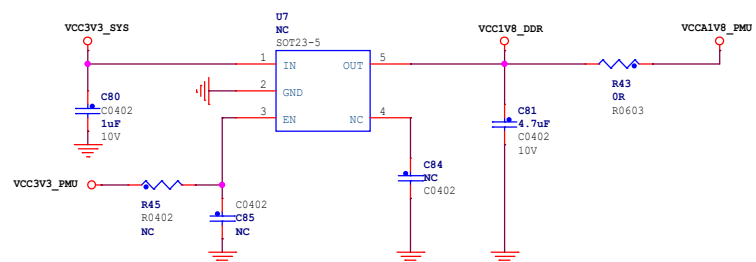 VCC3V3_SYS
U7
NC
SOT23-5
VCC1V8_DDR
VCCA1V8_PMU
1
IN
OUT
5
2
GND
3
EN
NC
4
R43
0R
R0603
C80
C0402
1uF
10V
C81
4.7uF
C0402
10V
C84
NC
C0402
VCC3V3_PMU
R45
R0402
NC
C0402
C85
NC